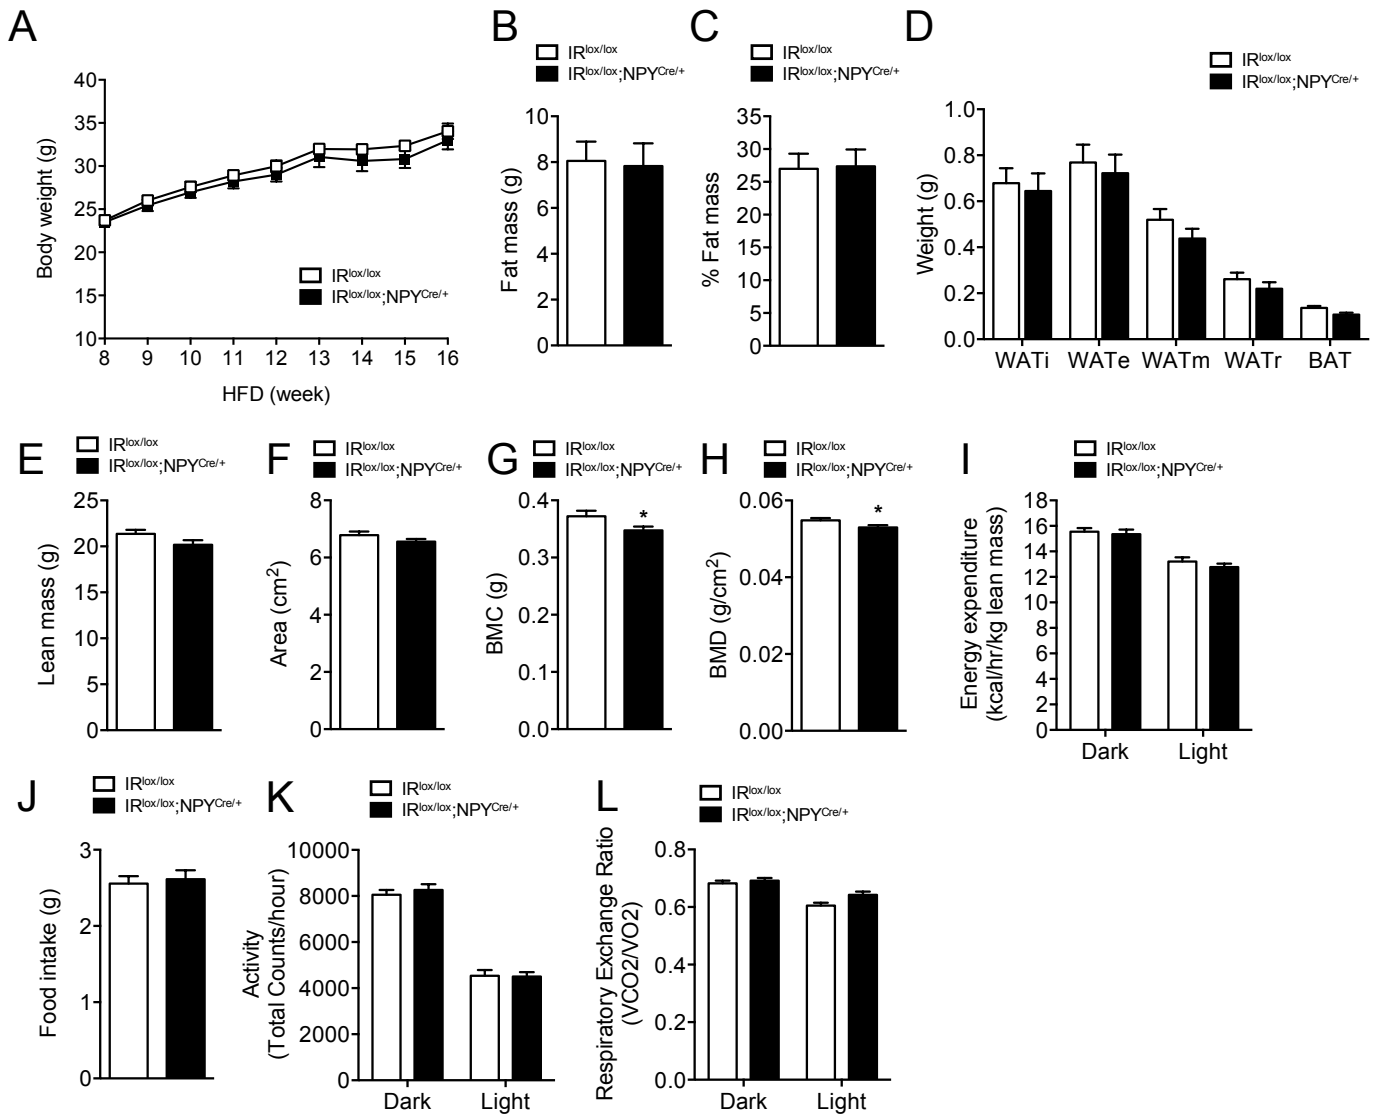 A
Body weight (g)
40
35
30
25
20
15
10
8 9 10 11 12 13 14 15 16
HFD (week)
IRlox/lox
IRlox/lox;NPYCre/+
B
IRlox/lox
IRlox/lox;NPYCre/+
Fat mass (g)
10
8
6
4
2
0
C
IRlox/lox
IRlox/lox;NPYCre/+
% Fat mass
35
30
25
20
15
10
5
0
D
IRlox/lox
IRlox/lox;NPYCre/+
Weight (g)
1.0
0.8
0.6
0.4
0.2
0.0
WATi WATe WATm WATr BAT
E
IRlox/lox
IRlox/lox;NPYCre/+
Lean mass (g)
25
20
15
10
5
0
F
IRlox/lox
IRlox/lox;NPYCre/+
Area (cm2)
8
6
4
2
0
G
IRlox/lox
IRlox/lox;NPYCre/+
BMC (g)
0.4
0.3
0.2
0.1
0.0
*
H
IRlox/lox
IRlox/lox;NPYCre/+
BMD (g/cm2)
0.06
0.04
0.02
0.00
*
I
IRlox/lox
IRlox/lox;NPYCre/+
Energy expenditure
(kcal/hr/kg lean mass)
18
16
14
12
10
8
6
4
2
0
Dark Light
J
IRlox/lox
IRlox/lox;NPYCre/+
Food intake (g)
3
2
1
0
K
IRlox/lox
IRlox/lox;NPYCre/+
Activity
(Total Counts/hour)
10000
8000
6000
4000
2000
0
Dark Light
L
IRlox/lox
IRlox/lox;NPYCre/+
Respiratory Exchange Ratio
(VCO2/VO2)
0.8
0.6
0.4
0.2
0.0
Dark Light